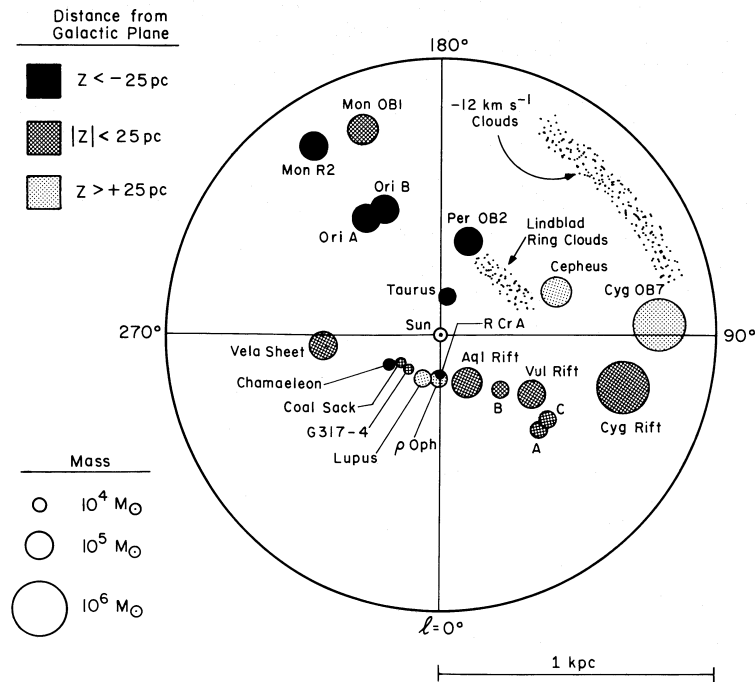 Distance from
Galactic Plane
Z < -25 pc
|Z| < 25 pc
Z > +25 pc
180°
Mon OB1
-12 km s⁻¹
Clouds
Mon R2
Ori B
Ori A
Per OB2
Lindblad
Ring Clouds
Cepheus
Cyg OB7
Taurus
270°
Sun
R Cr A
90°
Vela Sheet
Aql Rift
Vul Rift
Chamaeleon
Coal Sack
B
C
Cyg Rift
G317-4
A
Lupus
ρ Oph
Mass
10⁴ M⊙
10⁵ M⊙
10⁶ M⊙
ℓ=0°
1 kpc